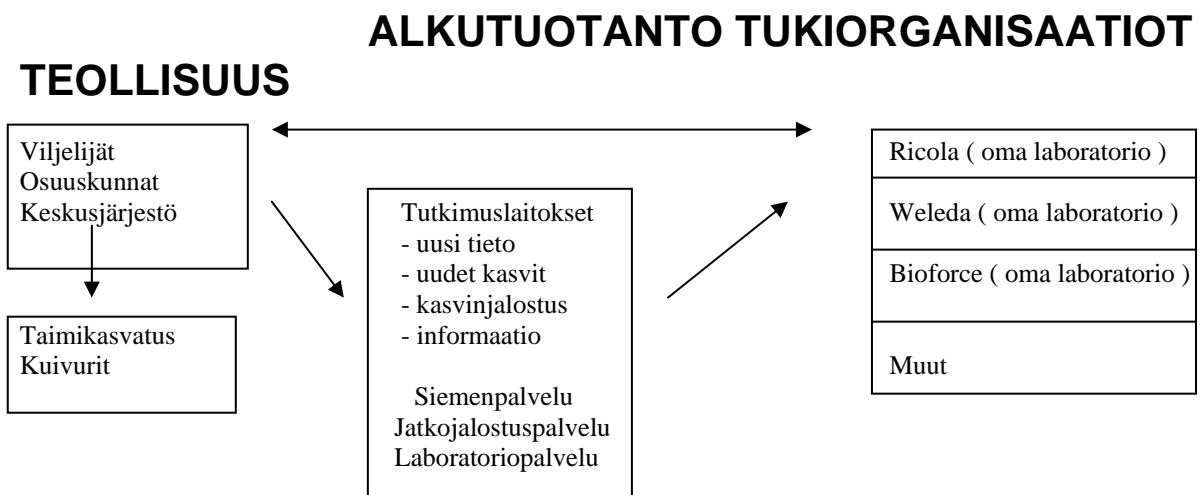 ALKUTUOTANTO TUKIORGANISAATIOT
TEOLLISUUS
Viljelijät
Osuuskunnat
Keskusjärjestö
Taimikasvatus
Kuivurit
Tutkimuslaitokset
- uusi tieto
- uudet kasvit
- kasvinjalostus
- informaatio
Siemenpalvelu
Jatkojalostuspalvelu
Laboratoriopalvelu
Ricola ( oma laboratorio )
Weleda ( oma laboratorio )
Bioforce ( oma laboratorio )
Muut